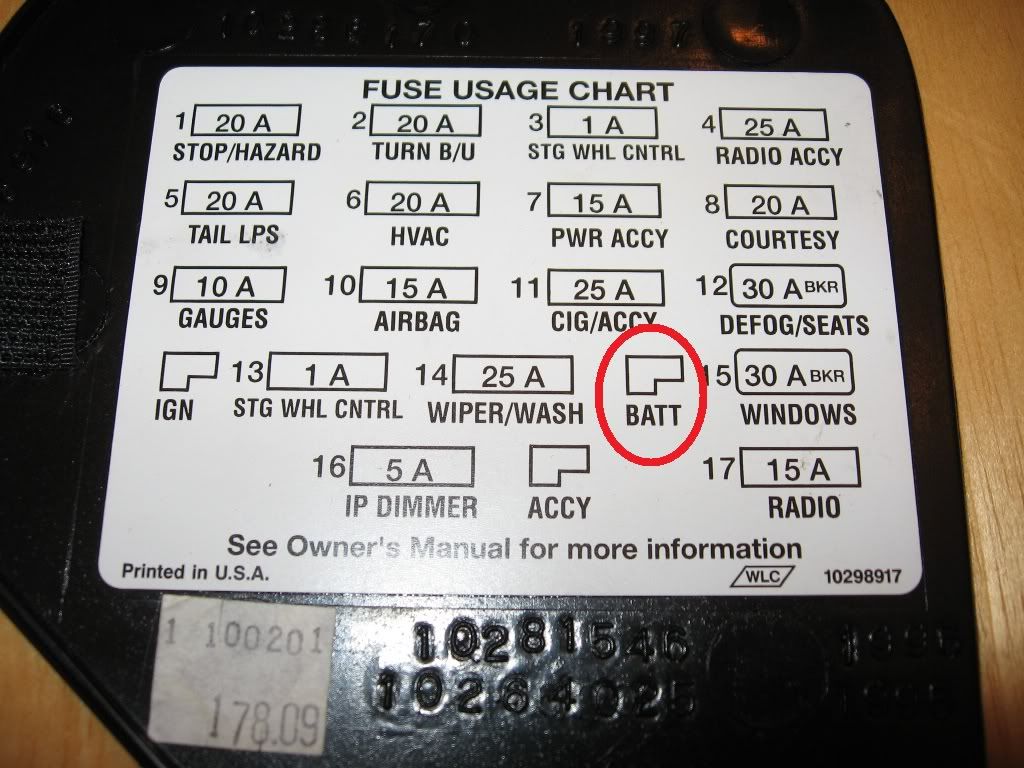 10298170 1997
FUSE USAGE CHART
1 20 A 2 20 A 3 1 A 4 25 A
STOP/HAZARD TURN B/U STG WHL CNTRL RADIO ACCY
5 20 A 6 20 A 7 15 A 8 20 A
TAIL LPS HVAC PWR ACCY COURTESY
9 10 A 10 15 A 11 25 A 12 30 A BKR
GAUGES AIRBAG CIG/ACCY DEFOG/SEATS
13 1 A 14 25 A 15 30 A BKR
IGN STG WHL CNTRL WIPER/WASH BATT WINDOWS
16 5 A 17 15 A
IP DIMMER ACCY RADIO
See Owner's Manual for more information
Printed in U.S.A. WLC 10298917
1 100201
178.09
10281546 1996
10264025 1995